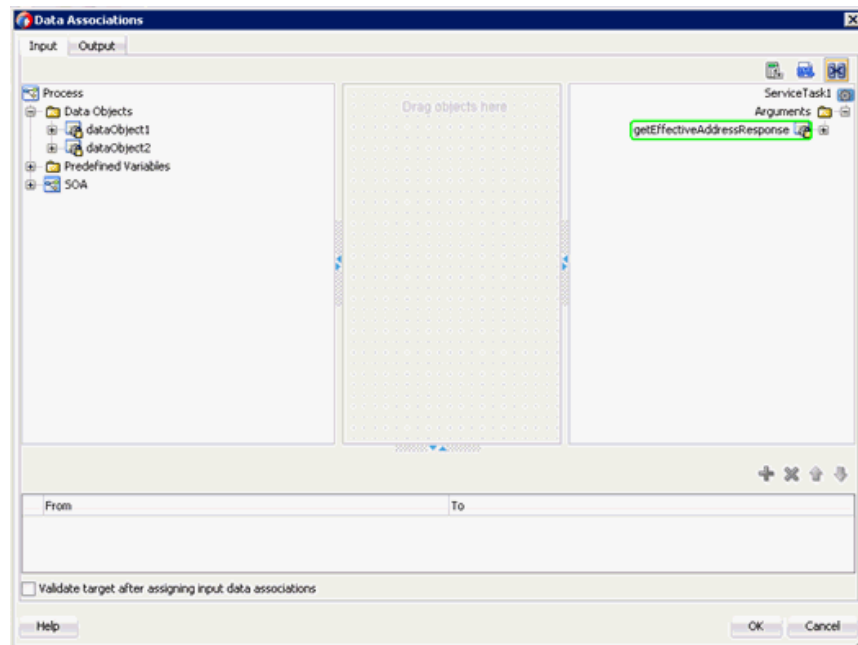 Data Associations
Input Output
Process
Data Objects
dataObject1
dataObject2
Predefined Variables
SOA
Drag objects here
ServiceTask1
Arguments
getEffectiveAddressResponse
From To
Validate target after assigning input data associations
Help OK Cancel